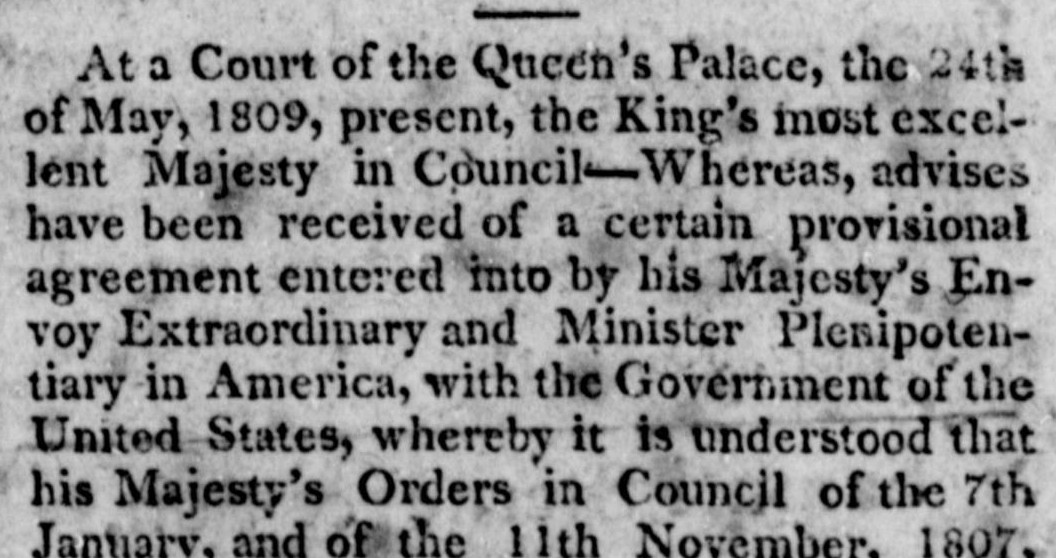 At a Court of the Queen's Palace, the 24th
of May, 1809, present, the King's most excel-
lent Majesty in Council—Whereas, advises
have been received of a certain provisional
agreement entered into by his Majesty's En-
voy Extraordinary and Minister Plenipoten-
tiary in America, with the Government of the
United States, whereby it is understood that
his Majesty's Orders in Council of the 7th
January, and of the 11th November, 1807,